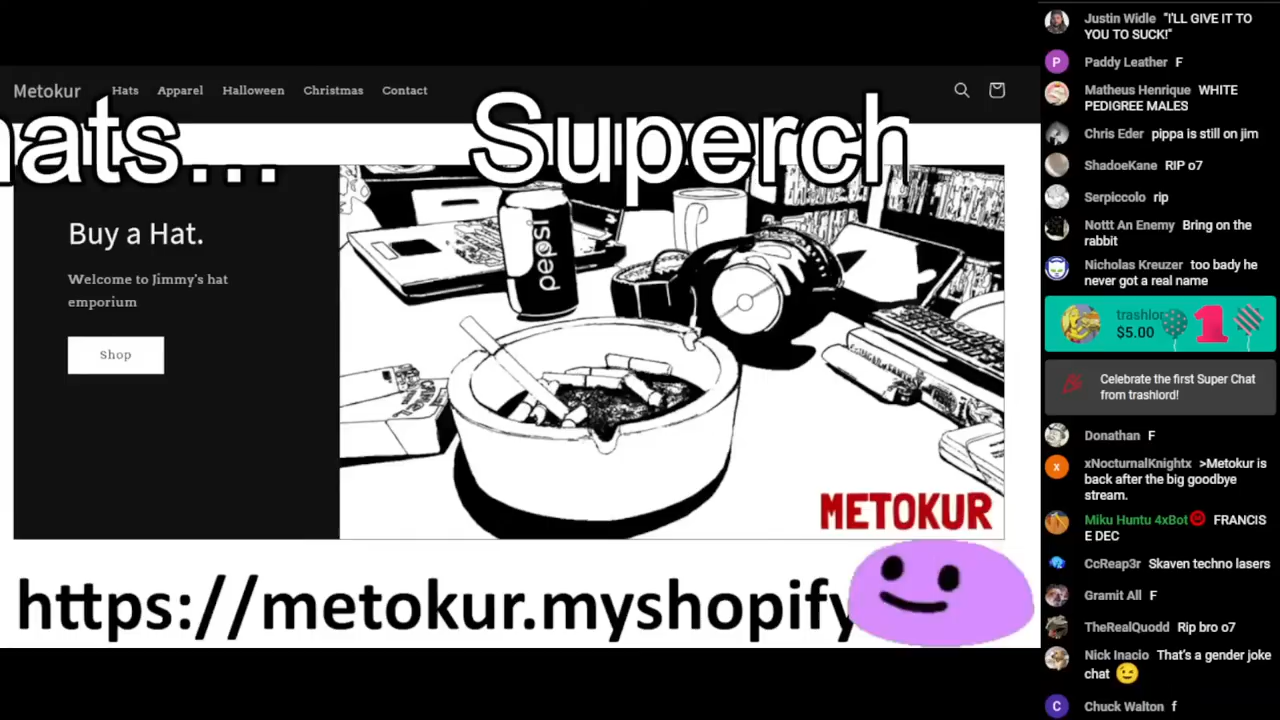 Metokur
Hats
Apparel
Halloween
Christmas
Contact
hats...
Superch
Buy a Hat.
Welcome to Jimmy's hat
emporium
Shop
pepsi
METOKUR
https://metokur.myshopify
Justin Widle "I'LL GIVE IT TO
YOU TO SUCK!"
Paddy Leather F
Matheus Henrique WHITE
PEDIGREE MALES
Chris Eder pippa is still on jim
ShadoeKane RIP o7
Serpiccolo rip
Nottt An Enemy Bring on the
rabbit
Nicholas Kreuzer too bady he
never got a real name
trashlor
$5.00
1
Celebrate the first Super Chat
from trashlord!
Donathan F
xNocturnalKnightx >Metokur is
back after the big goodbye
stream.
Miku Huntu 4xBot FRANCIS
E DEC
CcReap3r Skaven techno lasers
Gramit All F
TheRealQuodd Rip bro o7
Nick Inacio That's a gender joke
chat 😉
Chuck Walton f